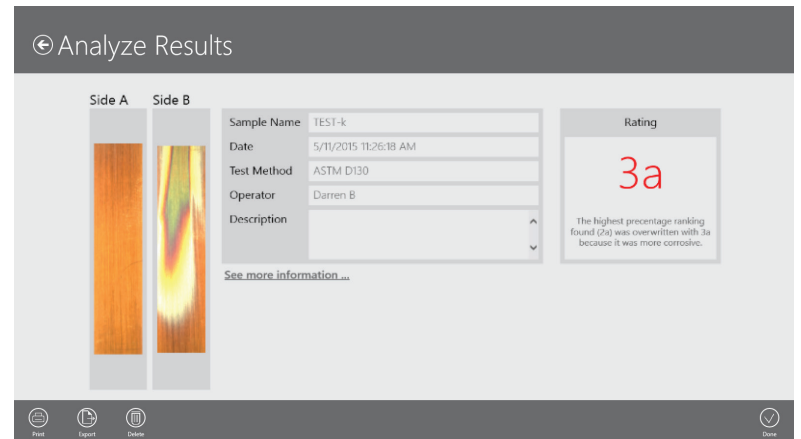 Analyze Results
Side A
Side B
Sample Name TEST-k
Date 5/11/2015 11:26:18 AM
Test Method ASTM D130
Operator Darren B
Description
See more information ...
Rating
3a
The highest precentage ranking
found (2a) was overwritten with 3a
because it was more corrosive.
Print
Export
Delete
Done